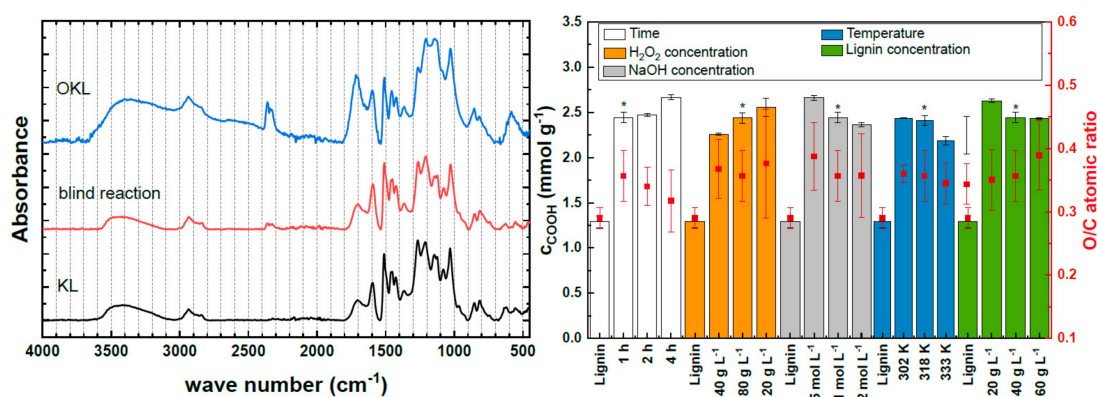 OKL
blind reaction
KL
Absorbance
4000 3500 3000 2500 2000 1500 1000 500
wave number (cm⁻¹)
3.5
3.0
2.5
2.0
1.5
1.0
0.5
0.0
c_COOH (mmol g⁻¹)
Time
H₂O₂ concentration
NaOH concentration
Temperature
Lignin concentration
* * * * *
0.6
0.5
0.4
0.3
0.2
0.1
O/C atomic ratio
Lignin
1 h
2 h
4 h
Lignin
40 g L⁻¹
80 g L⁻¹
20 g L⁻¹
Lignin
5 mol L⁻¹
1 mol L⁻¹
2 mol L⁻¹
Lignin
302 K
318 K
333 K
Lignin
20 g L⁻¹
40 g L⁻¹
60 g L⁻¹